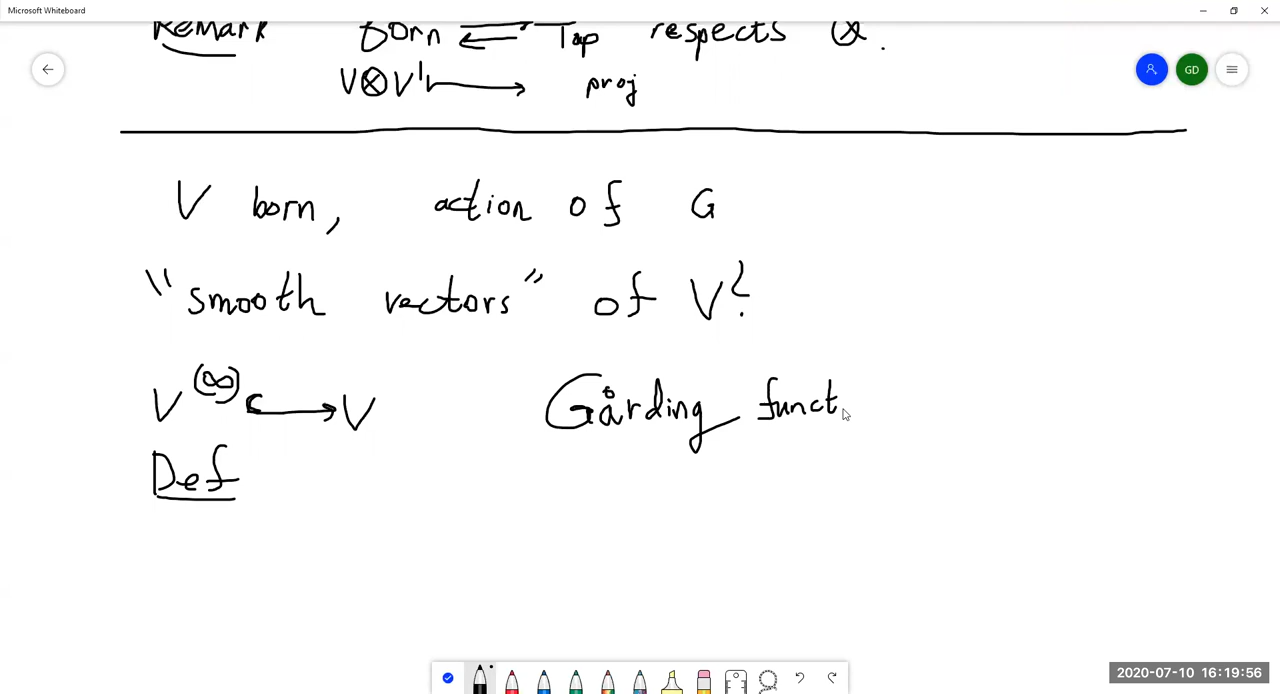 Microsoft Whiteboard
Remark Born ⇄ Top respects ⊗.
V⊗V' ↦ proj
GD
V born, action of G
"smooth vectors" of V?
V^(∞) ↪ V Gårding funct
Def
2020-07-10 16:19:56